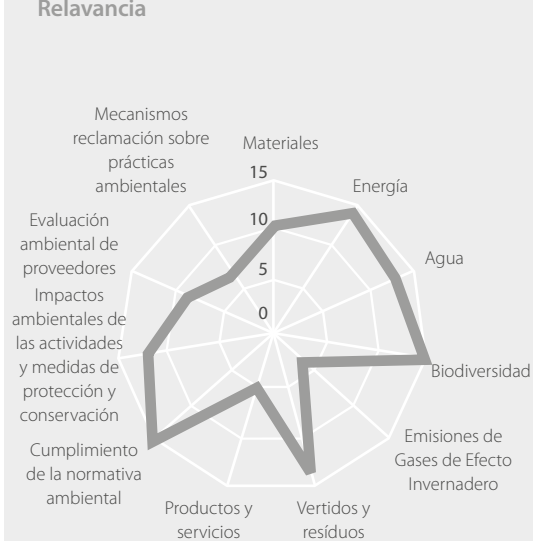 Relavancia
Mecanismos
reclamación sobre
prácticas
ambientales
Materiales
15
10
5
0
Energía
Agua
Biodiversidad
Emisiones de
Gases de Efecto
Invernadero
Vertidos y
resíduos
Productos y
servicios
Cumplimiento
de la normativa
ambiental
Impactos
ambientales de
las actividades
y medidas de
protección y
conservación
Evaluación
ambiental de
proveedores